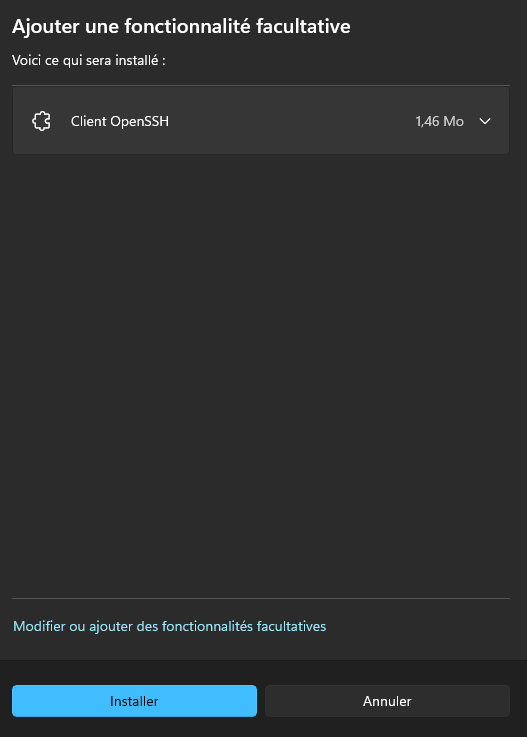 Ajouter une fonctionnalité facultative
Voici ce qui sera installé :
Client OpenSSH 1,46 Mo
Modifier ou ajouter des fonctionnalités facultatives
Installer Annuler